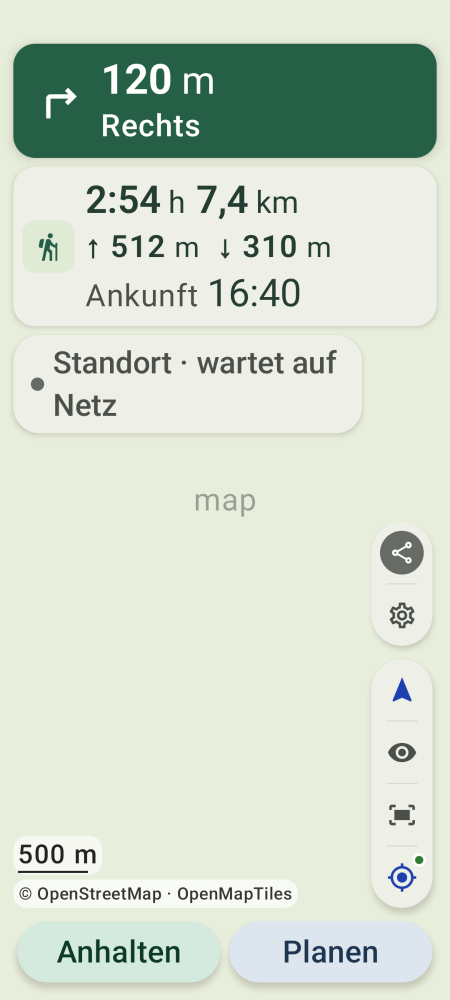 120 m
Rechts
2:54 h 7,4 km
↑ 512 m ↓ 310 m
Ankunft 16:40
Standort · wartet auf
Netz
map
500 m
© OpenStreetMap · OpenMapTiles
Anhalten Planen